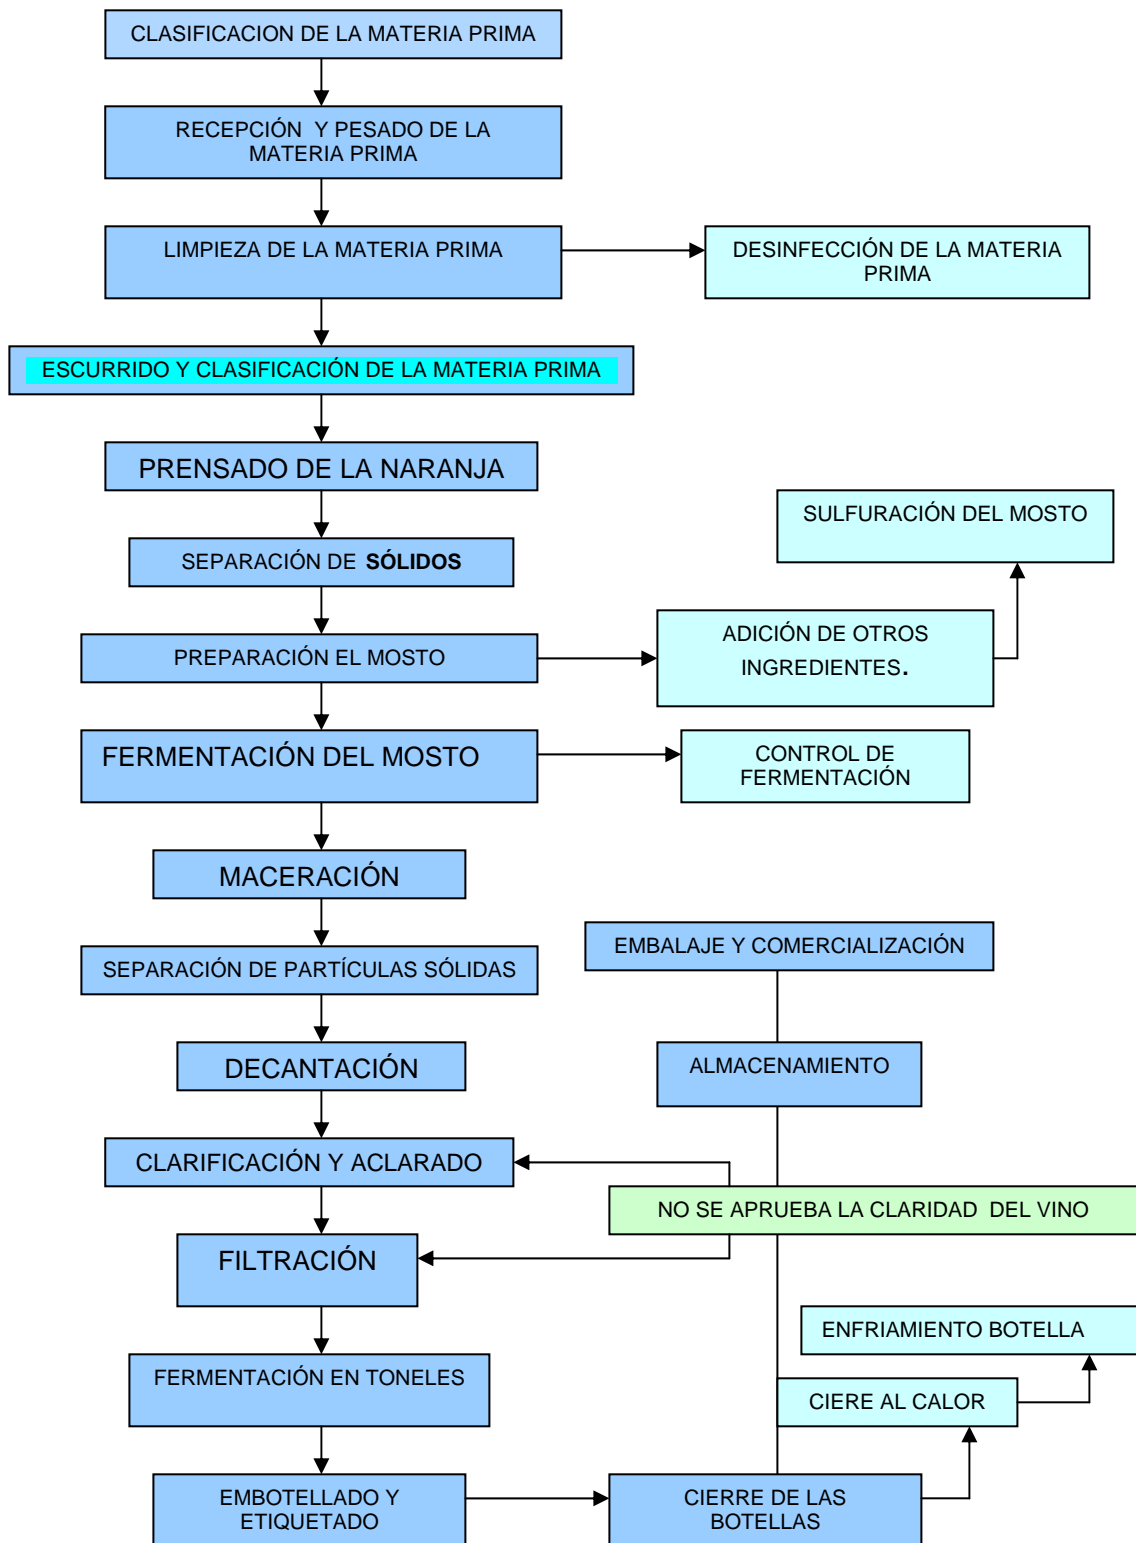 CLASIFICACION DE LA MATERIA PRIMA
RECEPCIÓN Y PESADO DE LA
MATERIA PRIMA
LIMPIEZA DE LA MATERIA PRIMA
DESINFECCIÓN DE LA MATERIA
PRIMA
ESCURRIDO Y CLASIFICACIÓN DE LA MATERIA PRIMA
PRENSADO DE LA NARANJA
SULFURACIÓN DEL MOSTO
SEPARACIÓN DE SÓLIDOS
PREPARACIÓN EL MOSTO
ADICIÓN DE OTROS
INGREDIENTES.
FERMENTACIÓN DEL MOSTO
CONTROL DE
FERMENTACIÓN
MACERACIÓN
SEPARACIÓN DE PARTÍCULAS SÓLIDAS
EMBALAJE Y COMERCIALIZACIÓN
DECANTACIÓN
ALMACENAMIENTO
CLARIFICACIÓN Y ACLARADO
NO SE APRUEBA LA CLARIDAD DEL VINO
FILTRACIÓN
ENFRIAMIENTO BOTELLA
FERMENTACIÓN EN TONELES
CIERE AL CALOR
EMBOTELLADO Y
ETIQUETADO
CIERRE DE LAS
BOTELLAS